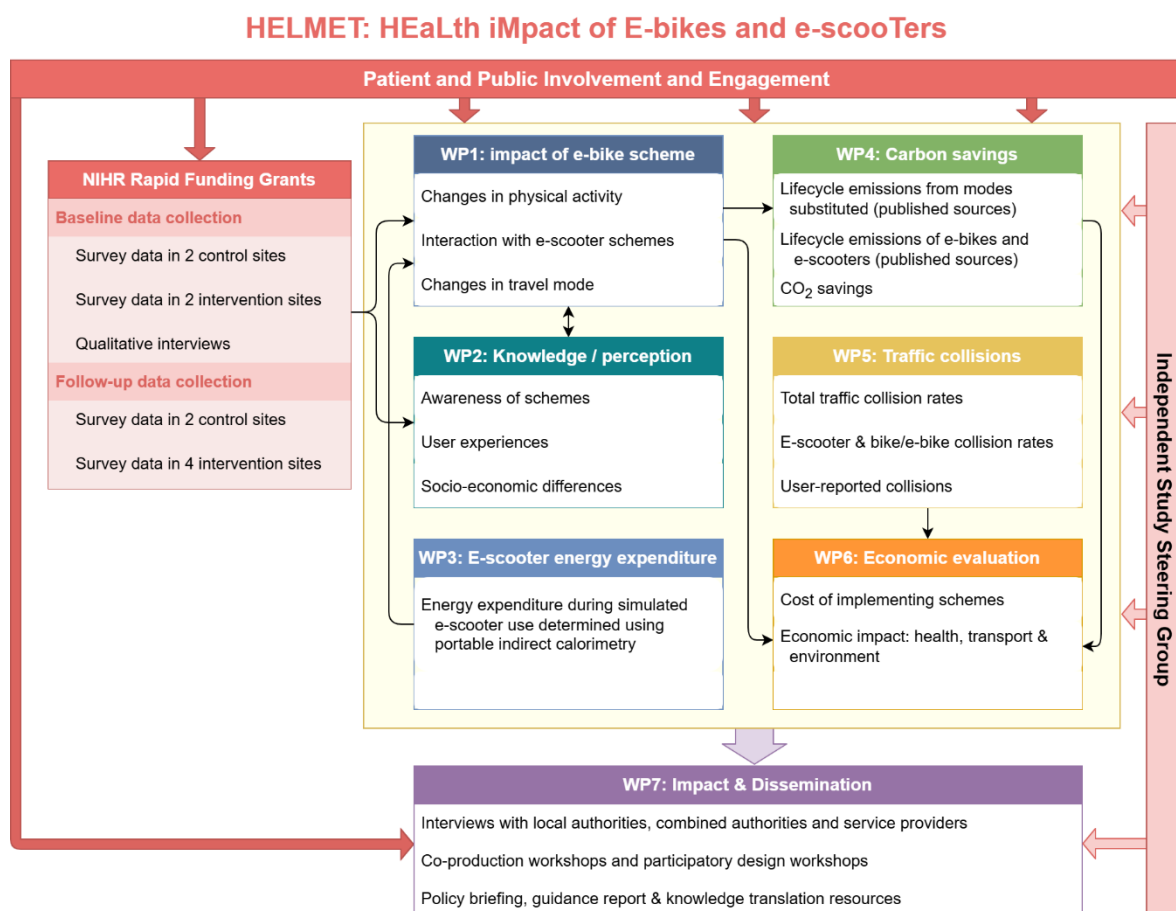 HELMET: HEaLth iMpact of E-bikes and e-scooTers
Patient and Public Involvement and Engagement
NIHR Rapid Funding Grants
Baseline data collection
Survey data in 2 control sites
Survey data in 2 intervention sites
Qualitative interviews
Follow-up data collection
Survey data in 2 control sites
Survey data in 4 intervention sites
WP1: impact of e-bike scheme
Changes in physical activity
Interaction with e-scooter schemes
Changes in travel mode
WP2: Knowledge / perception
Awareness of schemes
User experiences
Socio-economic differences
WP3: E-scooter energy expenditure
Energy expenditure during simulated
e-scooter use determined using
portable indirect calorimetry
WP4: Carbon savings
Lifecycle emissions from modes
substituted (published sources)
Lifecycle emissions of e-bikes and
e-scooters (published sources)
CO2 savings
WP5: Traffic collisions
Total traffic collision rates
E-scooter & bike/e-bike collision rates
User-reported collisions
WP6: Economic evaluation
Cost of implementing schemes
Economic impact: health, transport &
environment
Independent Study Steering Group
WP7: Impact & Dissemination
Interviews with local authorities, combined authorities and service providers
Co-production workshops and participatory design workshops
Policy briefing, guidance report & knowledge translation resources